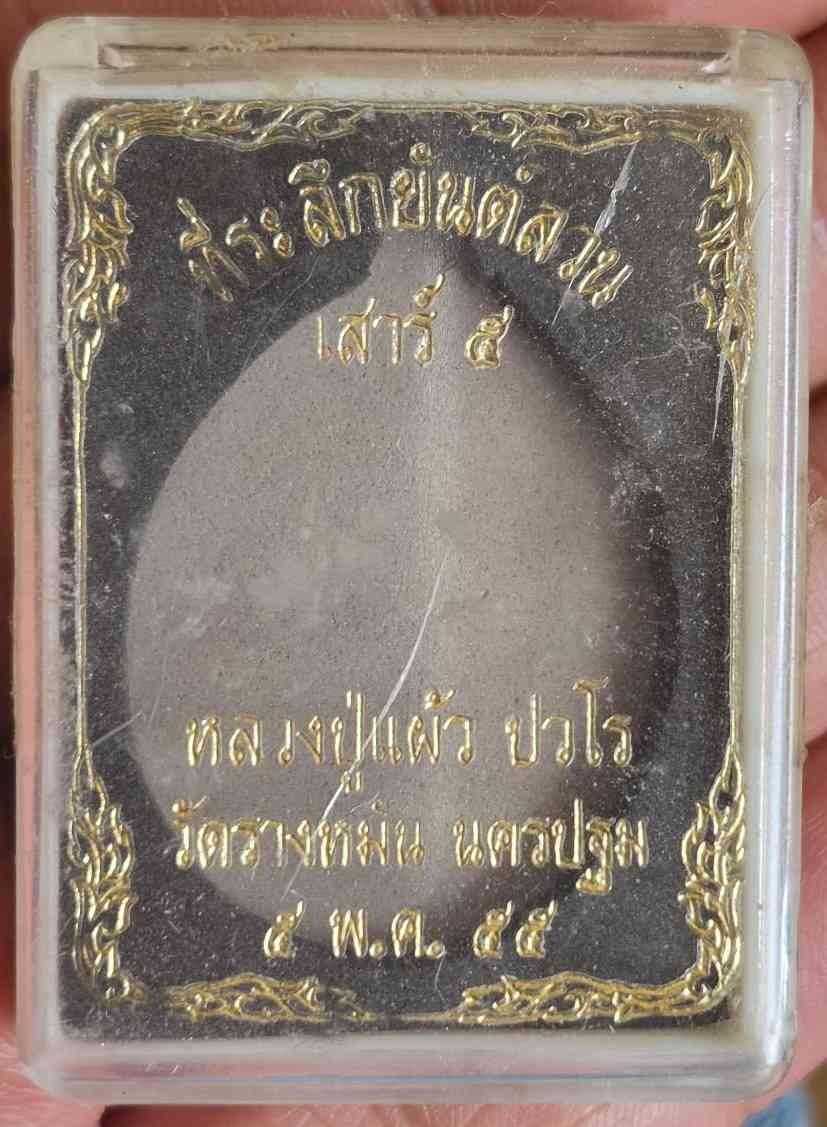 ที่ระลึกยันต์สวน
เสาร์ ๕
หลวงปู่แผ้ว ปวโร
วัดรางหมัน นครปฐม
๕ พ.ค. ๕๕